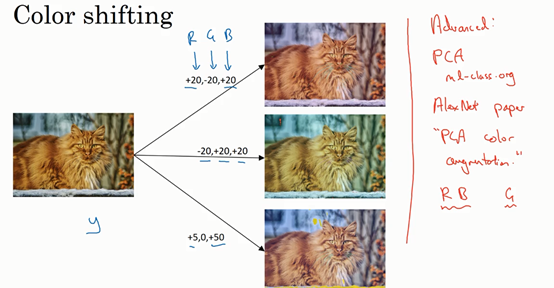 Color shifting
R G B
+20,-20,+20
-20,+20,+20
+5,0,+50
y
Advanced:
PCA
ml-class.org
AlexNet paper
"PCA color
augmentation."
R B G